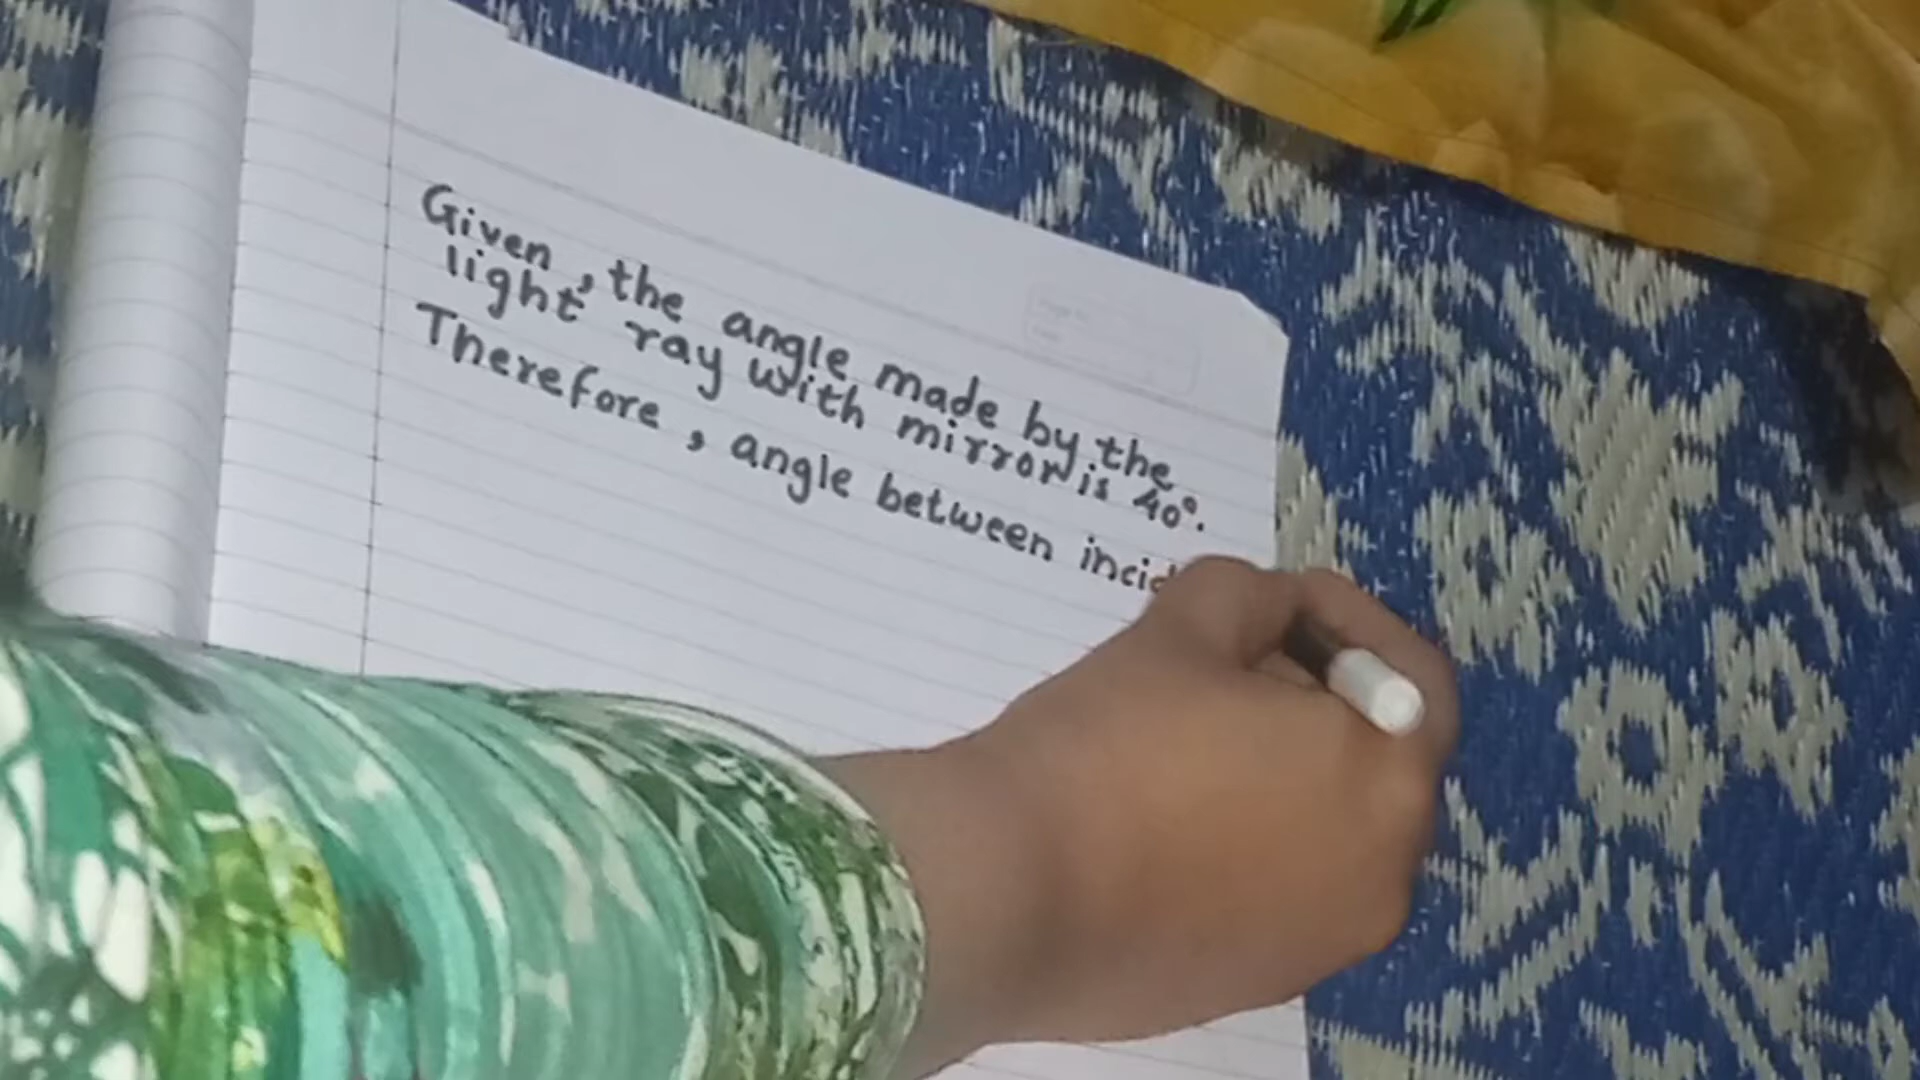 Given, the angle made by the
light ray with mirror is 40°.
Therefore, angle between